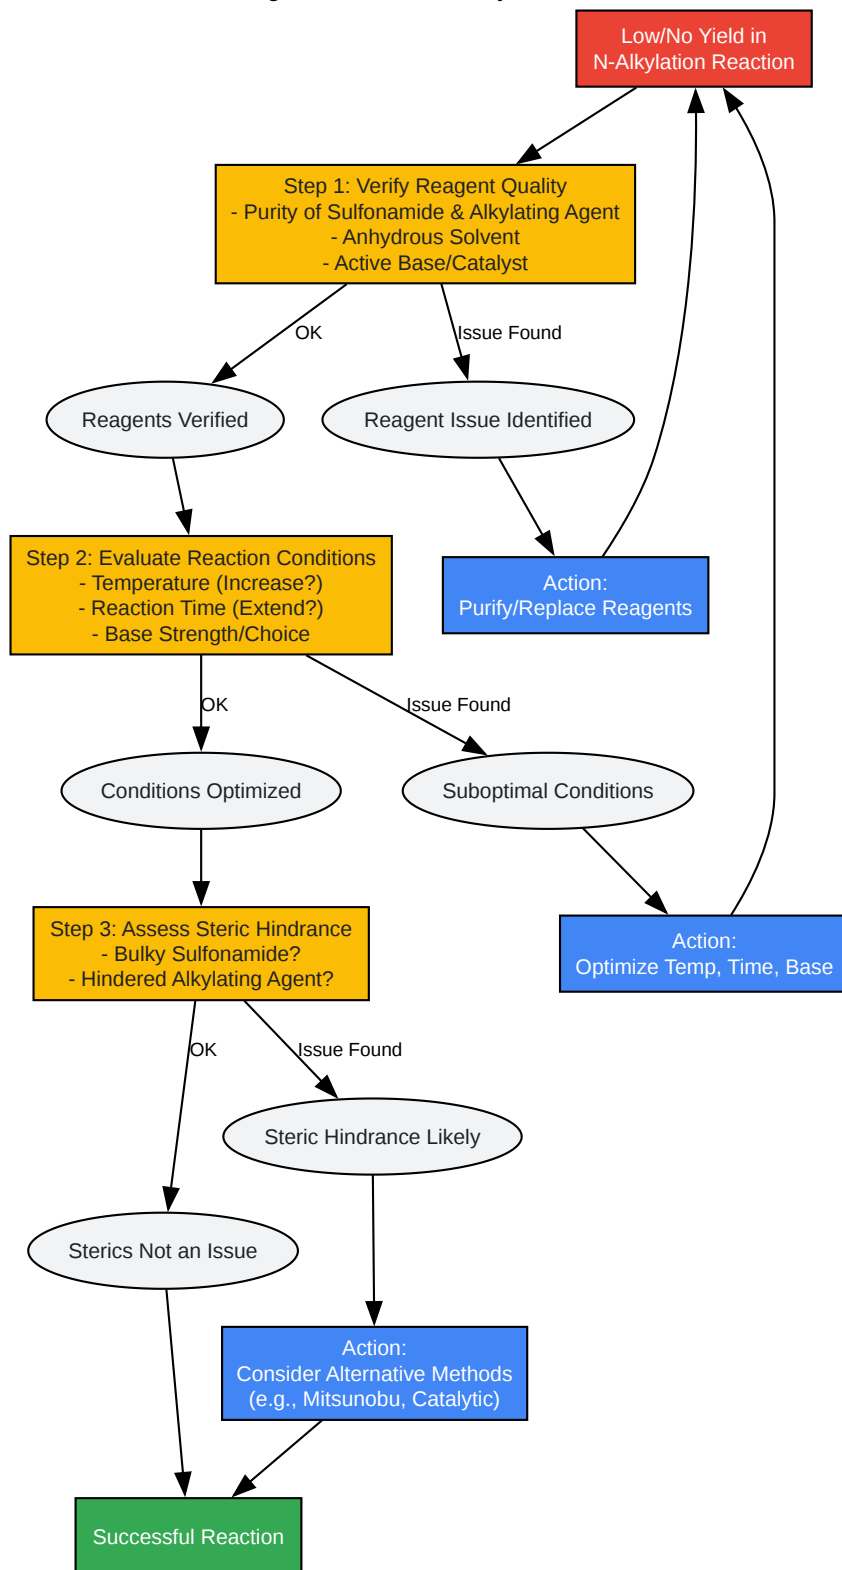 Low/No Yield in
N-Alkylation Reaction
Step 1: Verify Reagent Quality
- Purity of Sulfonamide & Alkylating Agent
- Anhydrous Solvent
- Active Base/Catalyst
OK
Issue Found
Reagents Verified
Reagent Issue Identified
Step 2: Evaluate Reaction Conditions
- Temperature (Increase?)
- Reaction Time (Extend?)
- Base Strength/Choice
Action:
Purify/Replace Reagents
OK
Issue Found
Conditions Optimized
Suboptimal Conditions
Step 3: Assess Steric Hindrance
- Bulky Sulfonamide?
- Hindered Alkylating Agent?
Action:
Optimize Temp, Time, Base
OK
Issue Found
Steric Hindrance Likely
Sterics Not an Issue
Action:
Consider Alternative Methods
(e.g., Mitsunobu, Catalytic)
Successful Reaction